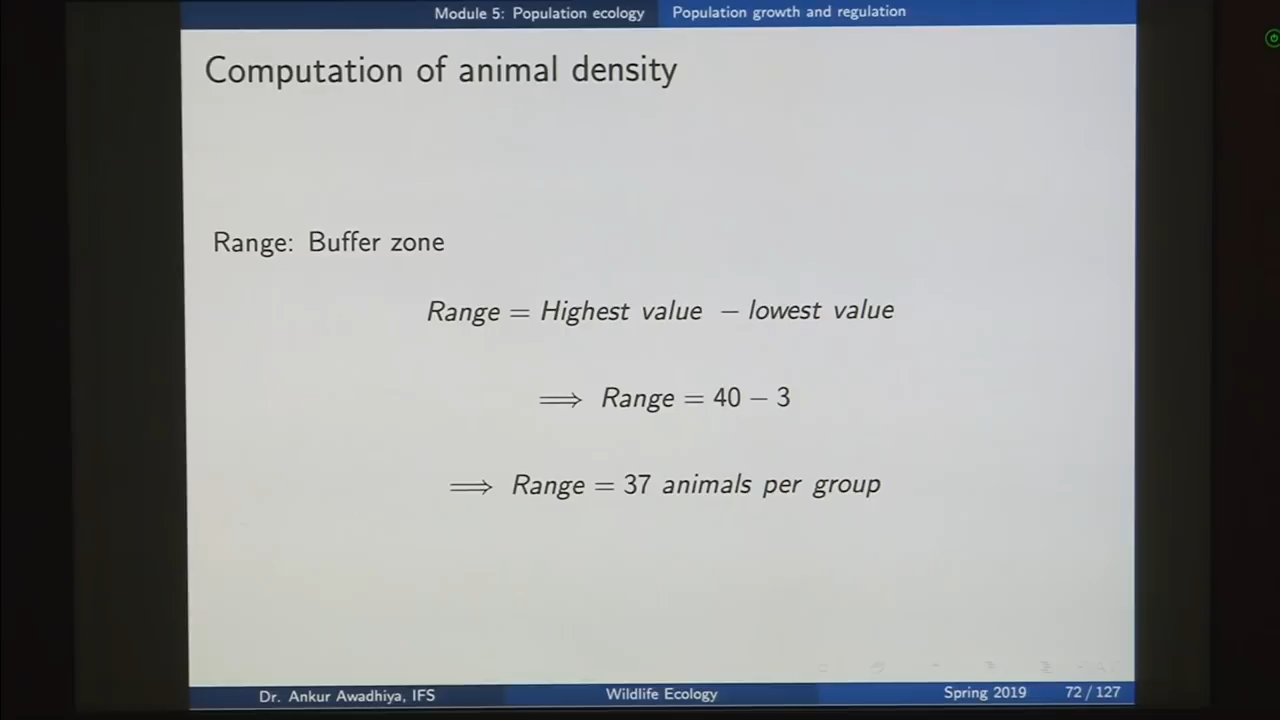 Module 5: Population ecology Population growth and regulation
Computation of animal density
Range: Buffer zone
Range = Highest value − lowest value
⟹ Range = 40 − 3
⟹ Range = 37 animals per group
Dr. Ankur Awadhiya, IFS Wildlife Ecology Spring 2019 72 / 127